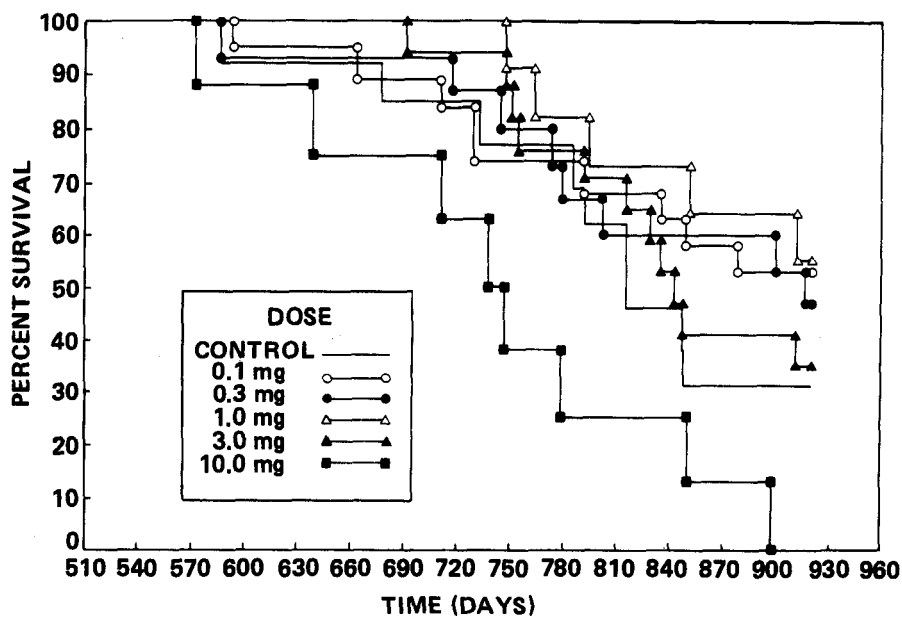 PERCENT SURVIVAL
100
90
80
70
60
50
40
30
20
10
0
DOSE
CONTROL
0.1 mg
0.3 mg
1.0 mg
3.0 mg
10.0 mg
510 540 570 600 630 660 690 720 750 780 810 840 870 900 930 960
TIME (DAYS)